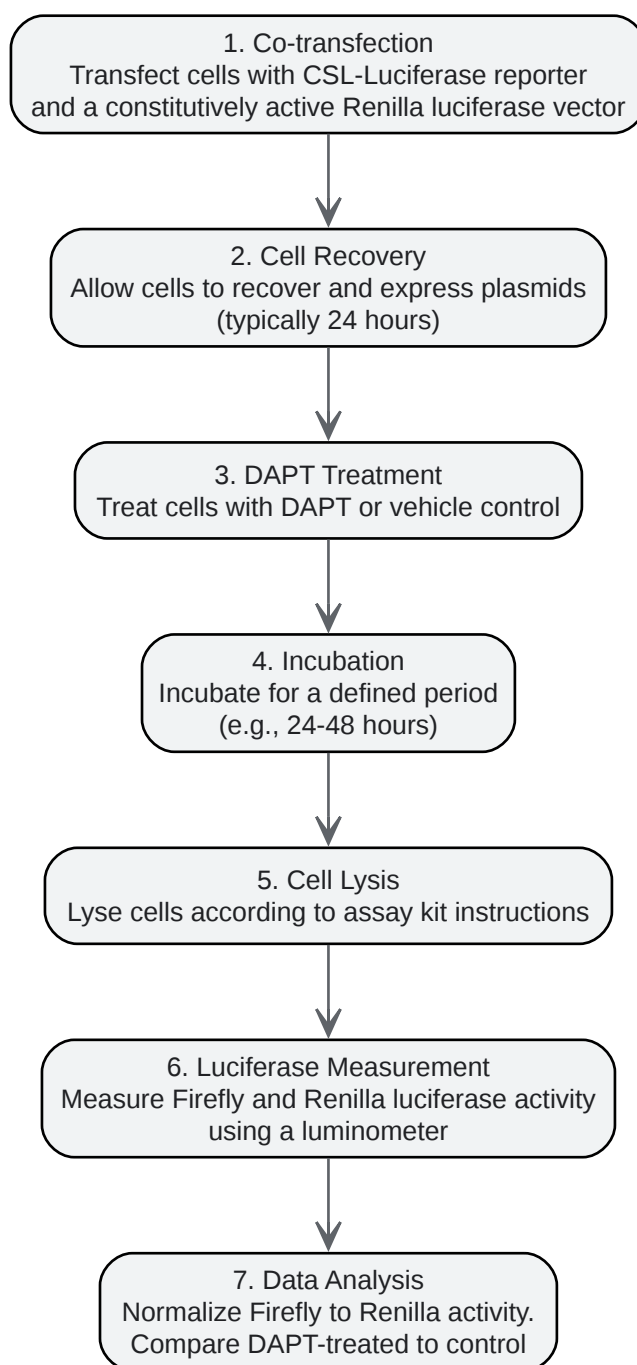 1. Co-transfection
Transfect cells with CSL-Luciferase reporter
and a constitutively active Renilla luciferase vector
2. Cell Recovery
Allow cells to recover and express plasmids
(typically 24 hours)
3. DAPT Treatment
Treat cells with DAPT or vehicle control
4. Incubation
Incubate for a defined period
(e.g., 24-48 hours)
5. Cell Lysis
Lyse cells according to assay kit instructions
6. Luciferase Measurement
Measure Firefly and Renilla luciferase activity
using a luminometer
7. Data Analysis
Normalize Firefly to Renilla activity.
Compare DAPT-treated to control